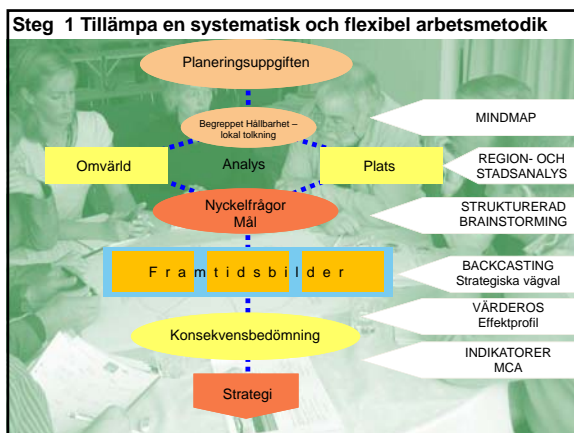 Steg 1 Tillämpa en systematisk och flexibel arbetsmetodik
Planeringsuppgiften
Begreppet Hållbarhet –
lokal tolkning
MINDMAP
Omvärld
Analys
Plats
REGION- OCH
STADSANALYS
Nyckelfrågor
Mål
STRUKTURERAD
BRAINSTORMING
Framtidsbilder
BACKCASTING
Strategiska vägval
VÄRDEROS
Effektprofil
Konsekvensbedömning
INDIKATORER
MCA
Strategi